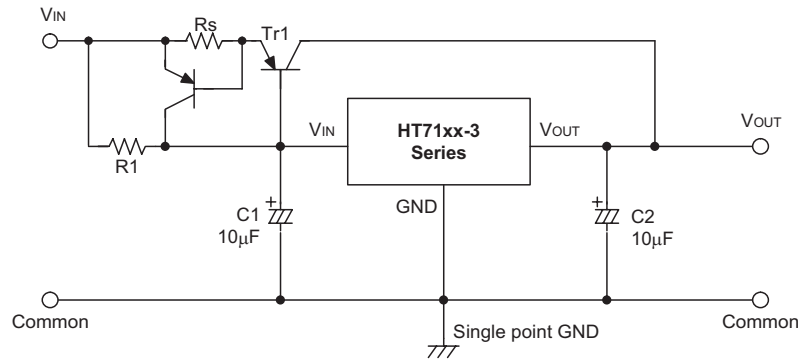 VIN
Rs
Tr1
R1
VIN
HT71xx-3
Series
VOUT
VOUT
GND
C1
10μF
C2
10μF
Common
Single point GND
Common